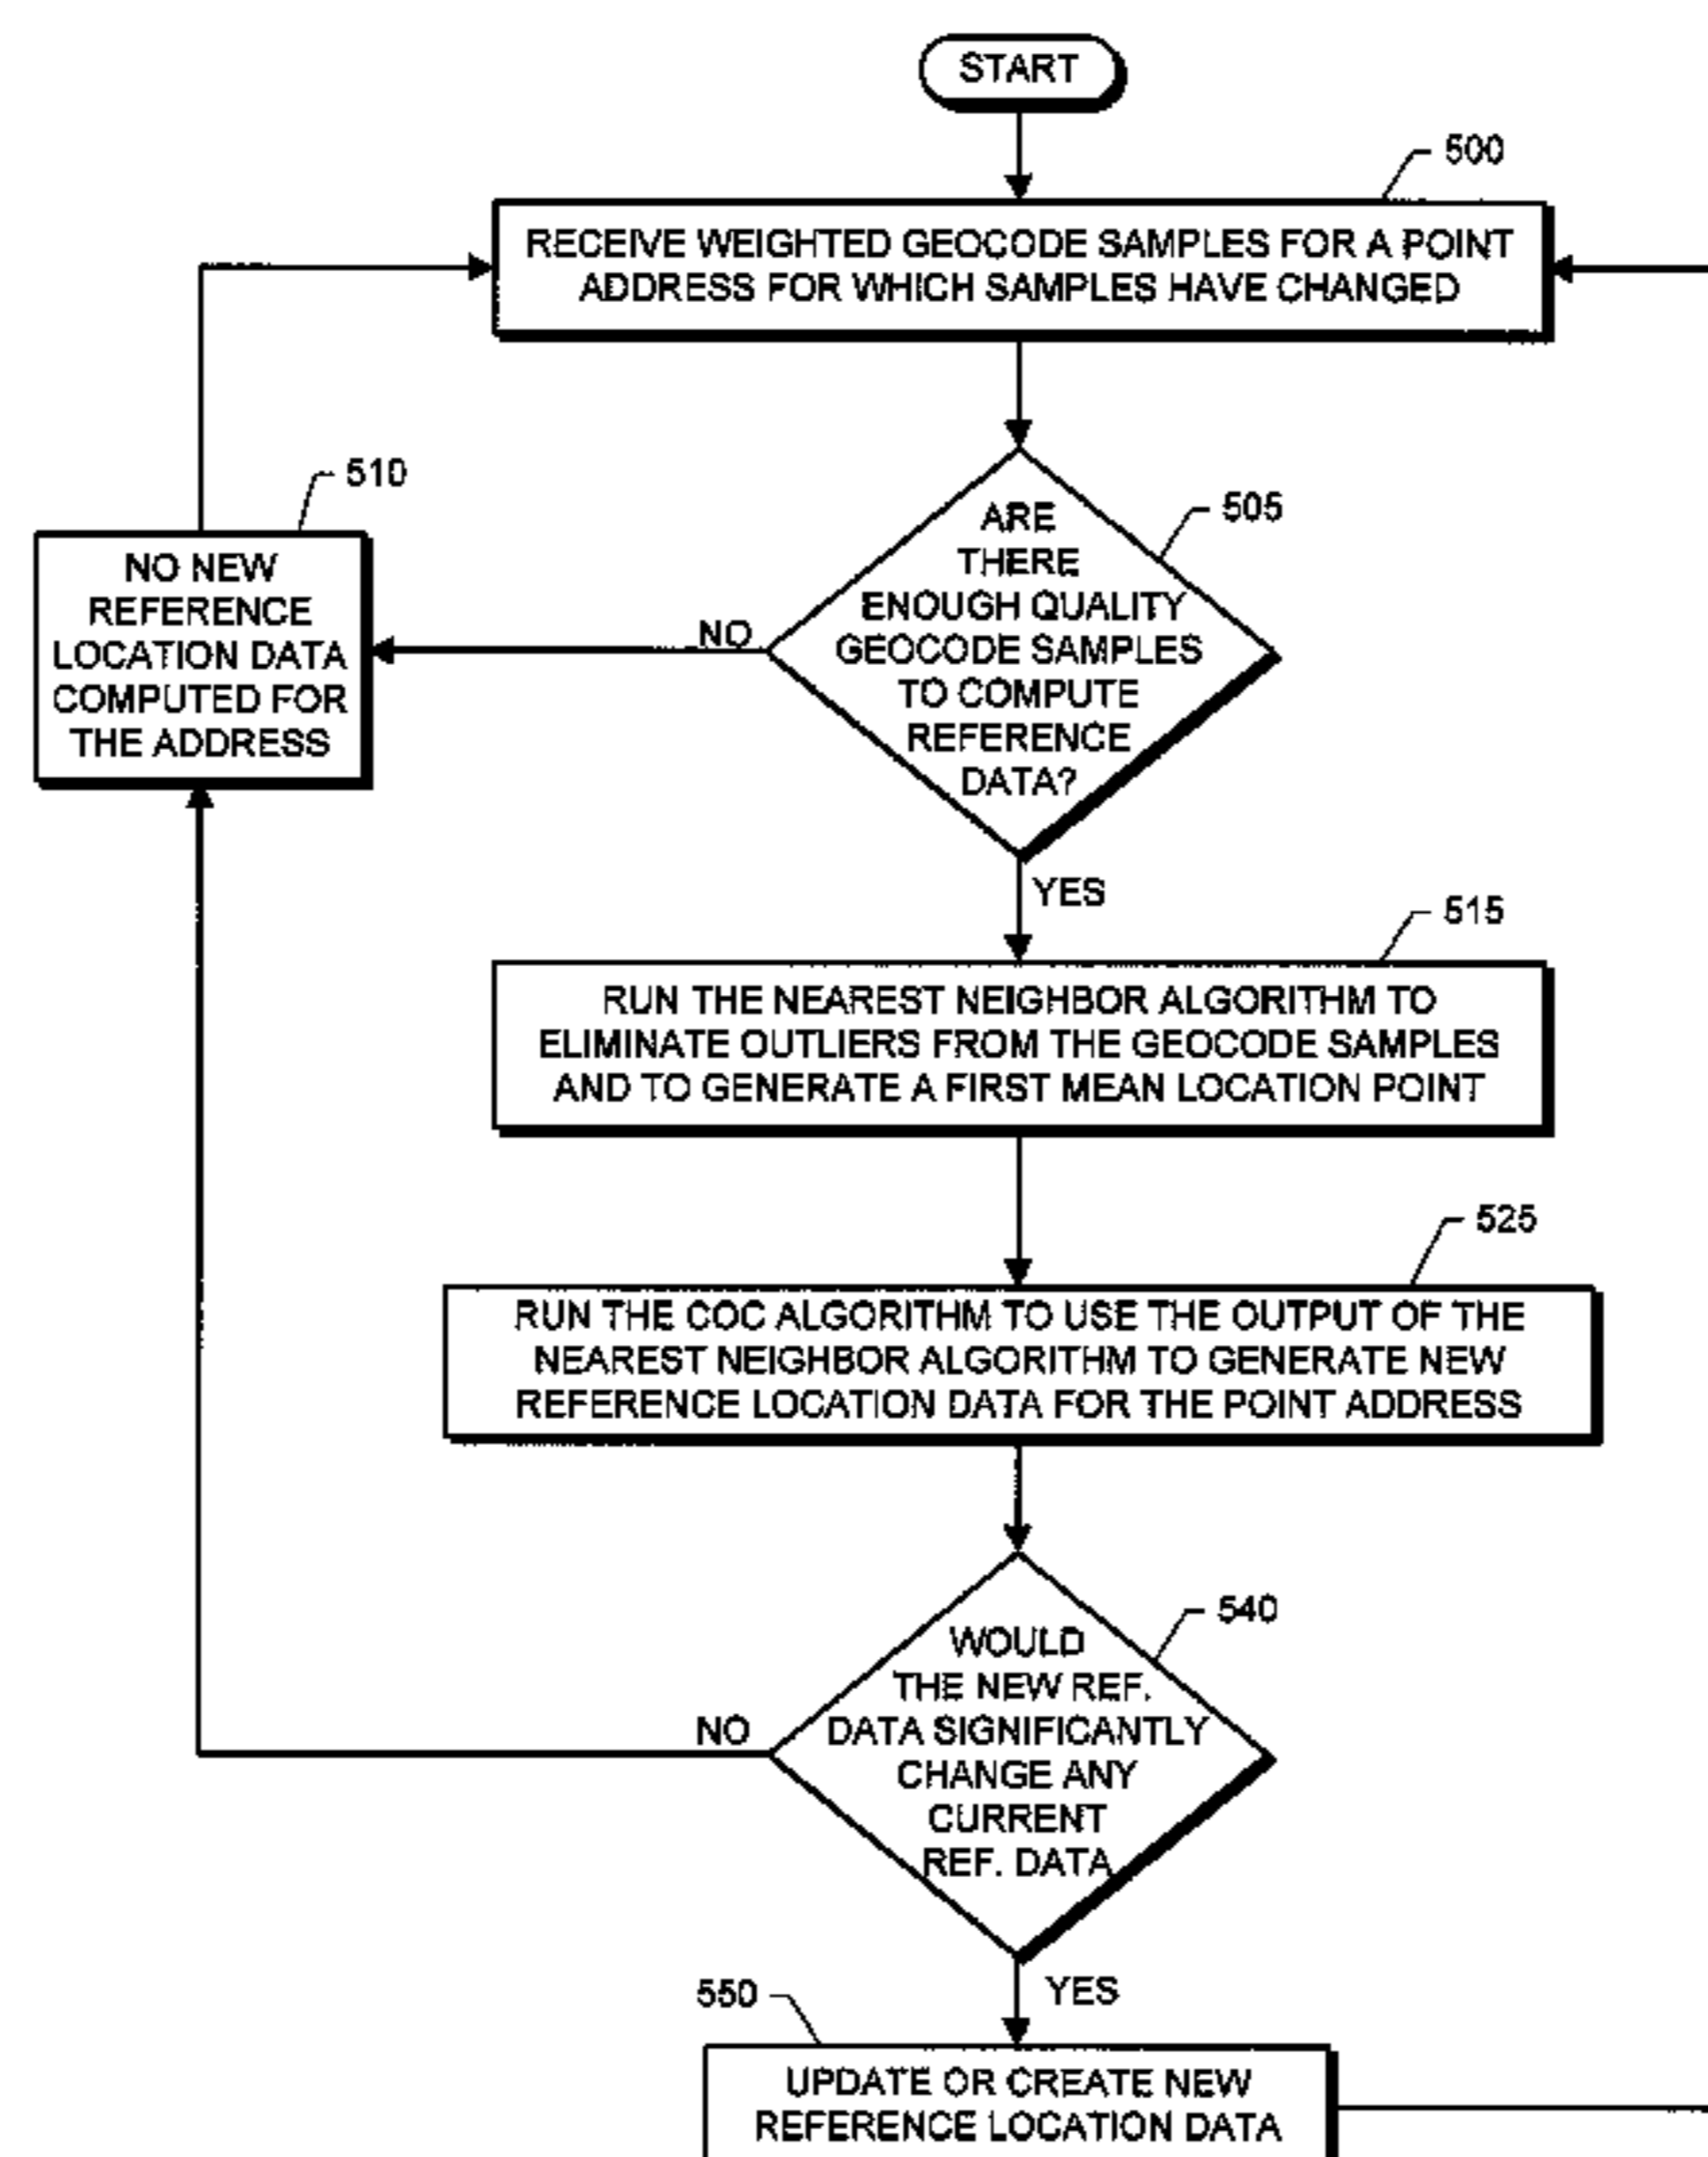 START
500
RECEIVE WEIGHTED GEOCODE SAMPLES FOR A POINT
ADDRESS FOR WHICH SAMPLES HAVE CHANGED
510
NO NEW
REFERENCE
LOCATION DATA
COMPUTED FOR
THE ADDRESS
505
ARE
THERE
ENOUGH QUALITY
GEOCODE SAMPLES
TO COMPUTE
REFERENCE
DATA?
NO
YES
515
RUN THE NEAREST NEIGHBOR ALGORITHM TO
ELIMINATE OUTLIERS FROM THE GEOCODE SAMPLES
AND TO GENERATE A FIRST MEAN LOCATION POINT
525
RUN THE COC ALGORITHM TO USE THE OUTPUT OF THE
NEAREST NEIGHBOR ALGORITHM TO GENERATE NEW
REFERENCE LOCATION DATA FOR THE POINT ADDRESS
540
WOULD
THE NEW REF.
DATA SIGNIFICANTLY
CHANGE ANY
CURRENT
REF. DATA
NO
YES
550
UPDATE OR CREATE NEW
REFERENCE LOCATION DATA